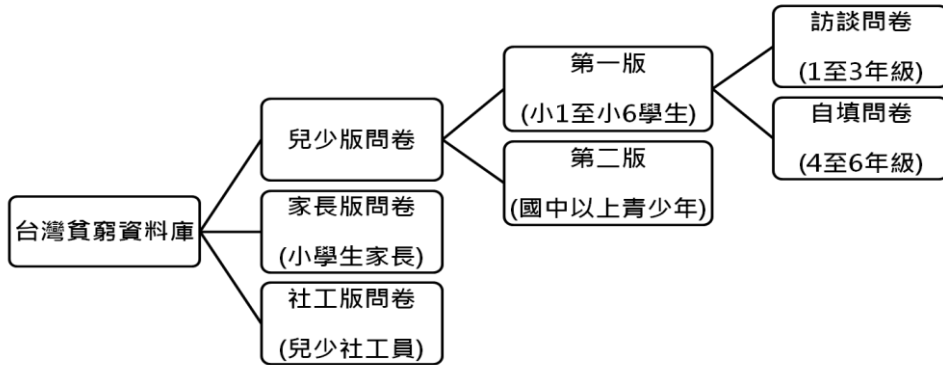 台灣貧窮資料庫
兒少版問卷
家長版問卷
(小學生家長)
社工版問卷
(兒少社工員)
第一版
(小1至小6學生)
第二版
(國中以上青少年)
訪談問卷
(1至3年級)
自填問卷
(4至6年級)